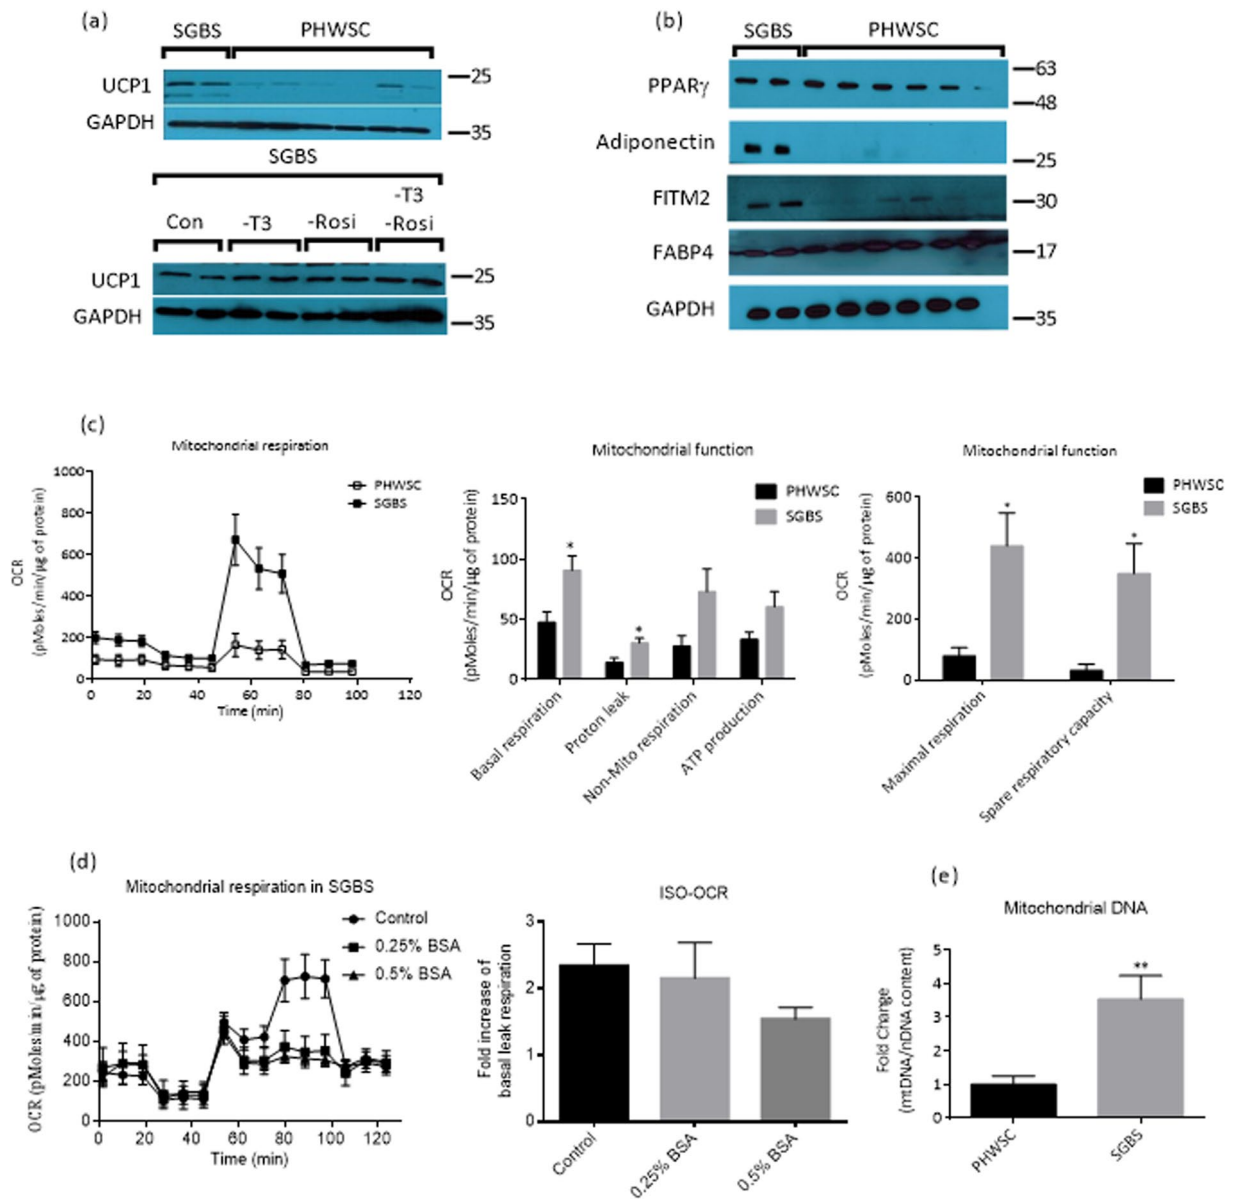 (a)
SGBS PHWSC
UCP1 25
GAPDH 35
SGBS
-T3
Con -T3 -Rosi -Rosi
UCP1 25
GAPDH 35
(b)
SGBS PHWSC
PPARγ 63
48
Adiponectin 25
FITM2 30
FABP4 17
GAPDH 35
(c)
Mitochondrial respiration
PHWSC
SGBS
OCR
(pMoles/min/µg of protein)
1000
800
600
400
200
0
0 20 40 60 80 100 120
Time (min)
Mitochondrial function
PHWSC
SGBS
OCR
(pMoles/min/µg of protein)
150
100
50
0
* *
Basal respiration
Proton leak
Non-Mito respiration
ATP production
Mitochondrial function
PHWSC
SGBS
OCR
(pMoles/min/µg of protein)
600
400
200
0
* *
Maximal respiration
Spare respiratory capacity
(d)
Mitochondrial respiration in SGBS
Control
0.25% BSA
0.5% BSA
OCR (pMoles/min/µg of protein)
1000
800
600
400
200
0
0 20 40 60 80 100 120
Time (min)
ISO-OCR
Fold increase of
basal leak respiration
3
2
1
0
Control
0.25% BSA
0.5% BSA
(e)
Mitochondrial DNA
Fold Change
(mtDNA/nDNA content)
5
4
3
2
1
0
**
PHWSC
SGBS